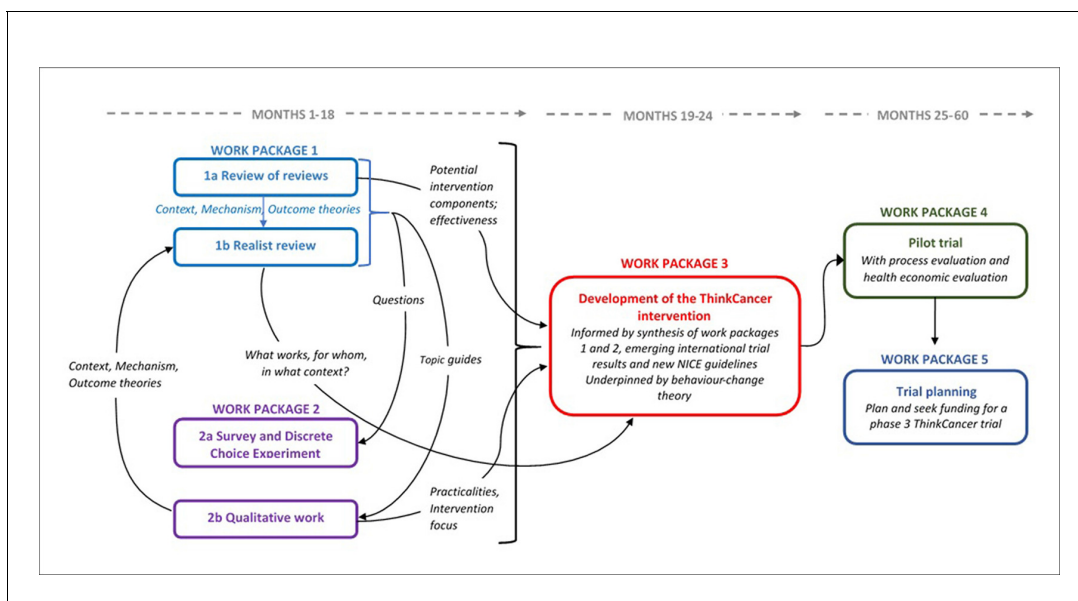 MONTHS 1-18
MONTHS 19-24
MONTHS 25-60
WORK PACKAGE 1
1a Review of reviews
Context, Mechanism, Outcome theories
1b Realist review
Potential
intervention
components;
effectiveness
Questions
Topic guides
What works, for whom,
in what context?
Context, Mechanism,
Outcome theories
WORK PACKAGE 2
2a Survey and Discrete
Choice Experiment
2b Qualitative work
Practicalities,
Intervention
focus
WORK PACKAGE 3
Development of the ThinkCancer
intervention
Informed by synthesis of work packages
1 and 2, emerging international trial
results and new NICE guidelines
Underpinned by behaviour-change
theory
WORK PACKAGE 4
Pilot trial
With process evaluation and
health economic evaluation
WORK PACKAGE 5
Trial planning
Plan and seek funding for a
phase 3 ThinkCancer trial